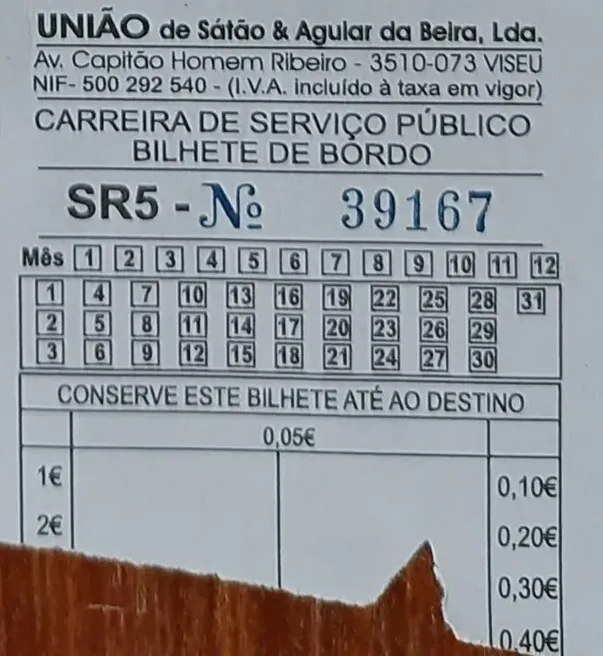 UNIÃO de Sátão & Aguiar da Beira, Lda.
Av. Capitão Homem Ribeiro - 3510-073 VISEU
NIF- 500 292 540 - (I.V.A. incluído à taxa em vigor)
CARREIRA DE SERVIÇO PÚBLICO
BILHETE DE BORDO
SR5 - Nº 39167
Mês 1 2 3 4 5 6 7 8 9 10 11 12
1 4 7 10 13 16 19 22 25 28 31
2 5 8 11 14 17 20 23 26 29
3 6 9 12 15 18 21 24 27 30
CONSERVE ESTE BILHETE ATÉ AO DESTINO
0,05€
1€ 0,10€
2€ 0,20€
0,30€
0,40€